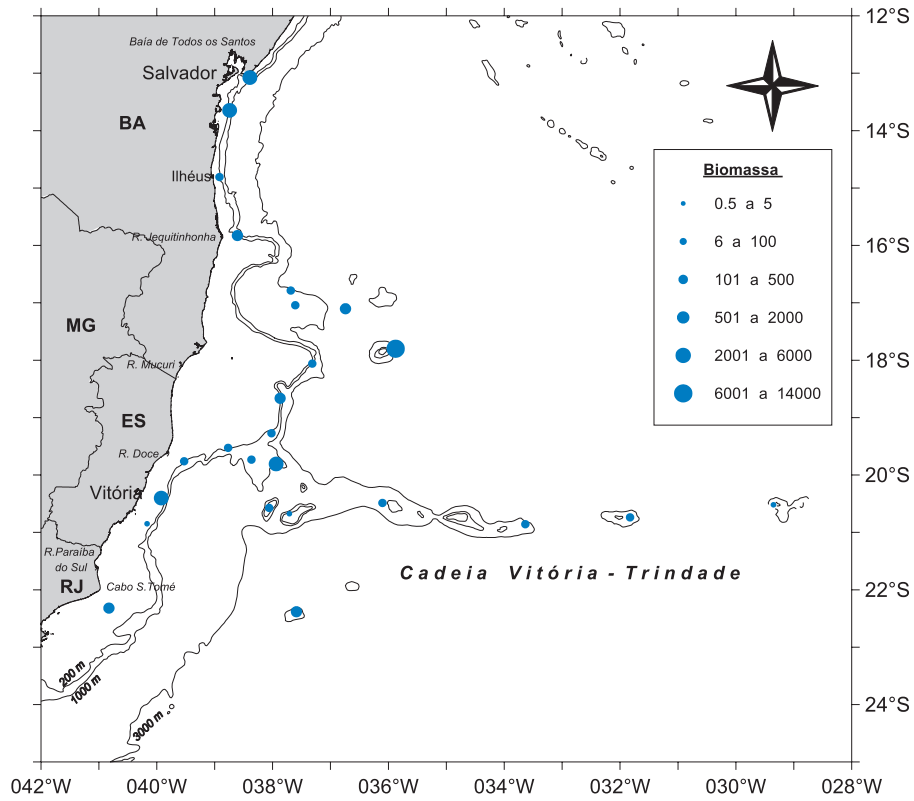 12°S
Baía de Todos os Santos
Salvador
BA
14°S
Ilhéus
R. Jequitinhonha
16°S
MG
R. Mucuri
18°S
ES
R. Doce
20°S
Vitória
R.Paraíba
do Sul
RJ
Cabo S.Tomé
Cadeia Vitória - Trindade
22°S
200 m
1000 m
3000 m
24°S
Biomassa
0.5 a 5
6 a 100
101 a 500
501 a 2000
2001 a 6000
6001 a 14000
042°W 040°W 038°W 036°W 034°W 032°W 030°W 028°W